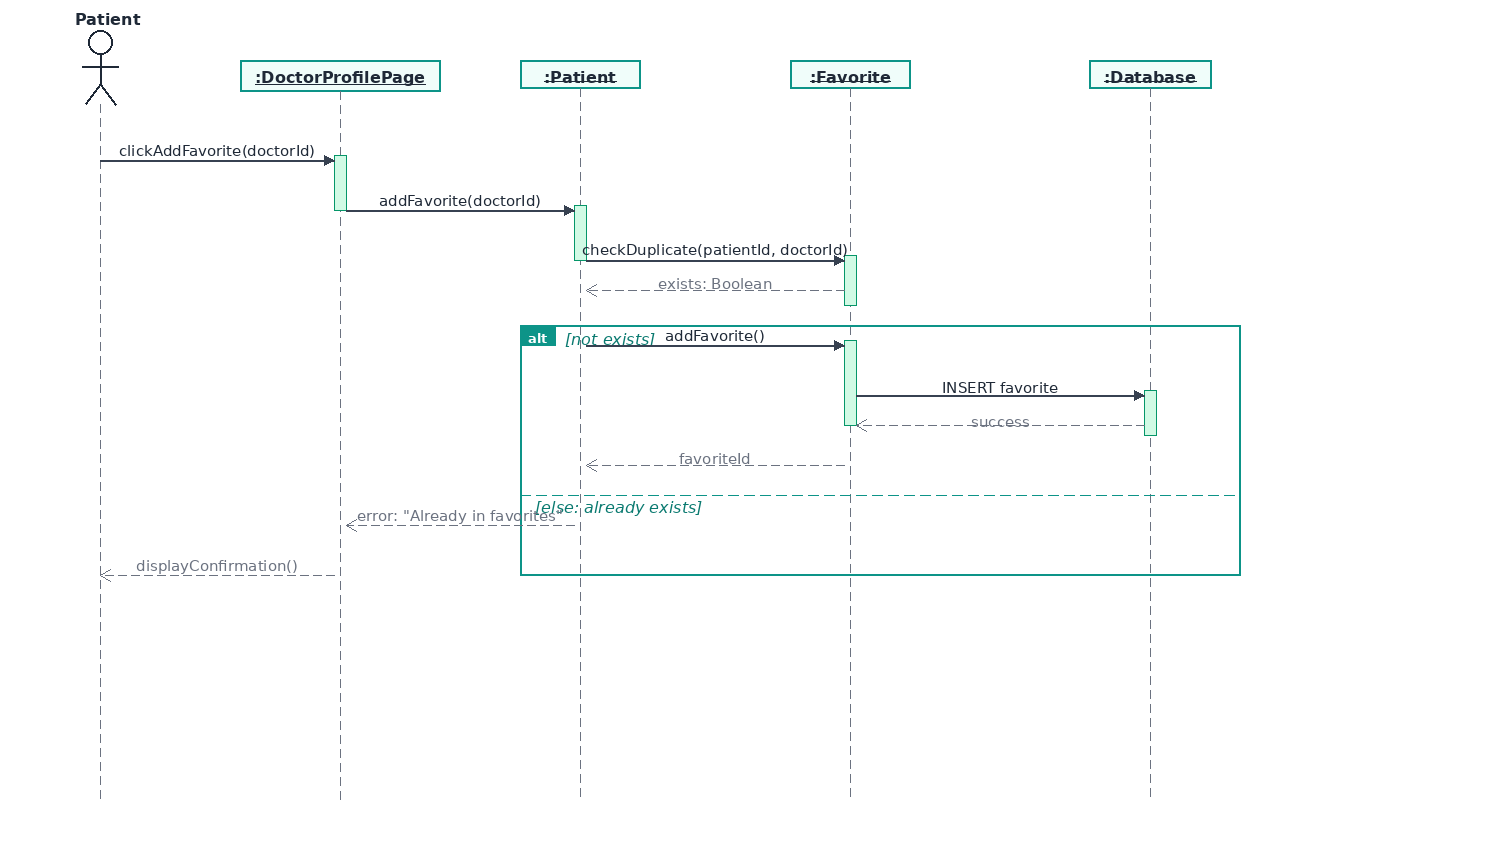 Patient
:DoctorProfilePage
:Patient
:Favorite
:Database
clickAddFavorite(doctorId)
addFavorite(doctorId)
checkDuplicate(patientId, doctorId)
exists: Boolean
alt
[not exists]
addFavorite()
INSERT favorite
success
favoriteId
[else: already exists]
error: "Already in favorites"
displayConfirmation()